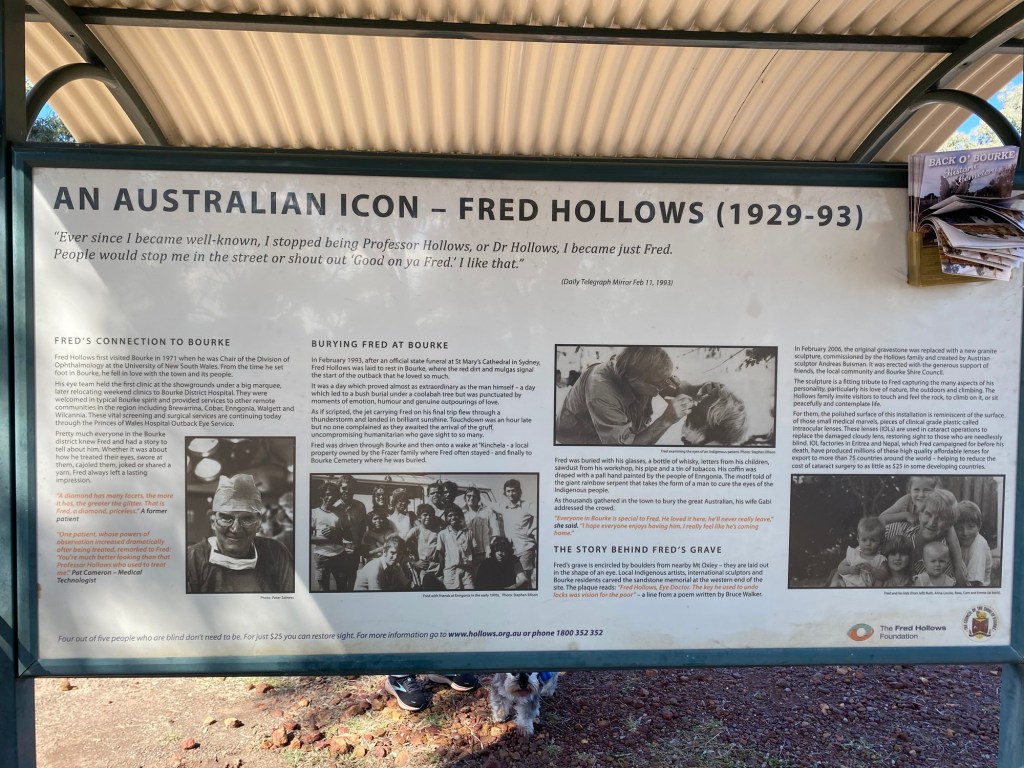 AN AUSTRALIAN ICON – FRED HOLLOWS (1929-93)
"Ever since I became well-known, I stopped being Professor Hollows, or Dr Hollows, I became just Fred.
People would stop me in the street or shout out 'Good on ya Fred.' I like that."
(Daily Telegraph Mirror Feb 11, 1993)
FRED'S CONNECTION TO BOURKE
Fred Hollows first visited Bourke in 1971 when he was Chair of the Division of
Ophthalmology at the University of New South Wales. From the time he set
foot in Bourke, he fell in love with the town and its people.
His eye team held the first clinic at the showgrounds under a big marquee,
later relocating weekend clinics to Bourke District Hospital. They were
welcomed in typical Bourke spirit and provided services to other remote
communities in the region including Brewarrina, Cobar, Enngonia, Walgett and
Wilcannia. These vital screening and surgical services are continuing today
through the Princes of Wales Hospital Outback Eye Service.
Pretty much everyone in the Bourke
district knew Fred and had a story to
tell about him. Whether it was about
how he treated their eyes, swore at
them, cajoled them, joked or shared a
yarn, Fred always left a lasting
impression.
"A diamond has many facets, the more
it has, the greater the glitter. That is
Fred, a diamond, priceless." A former
patient
"One patient, whose powers of
observation increased dramatically
after being treated, remarked to Fred:
'You're much better looking than that
Professor Hollows who used to treat
me'" Pat Cameron – Medical
Technologist
BURYING FRED AT BOURKE
In February 1993, after an official state funeral at St Mary's Cathedral in Sydney,
Fred Hollows was laid to rest in Bourke, where the red dirt and mulgas signal
the start of the outback that he loved so much.
It was a day which proved almost as extraordinary as the man himself – a day
which led to a bush burial under a coolabah tree but was punctuated by
moments of emotion, humour and genuine outpourings of love.
As if scripted, the jet carrying Fred on his final trip flew through a
thunderstorm and landed in brilliant sunshine. Touchdown was an hour late
but no one complained as they awaited the arrival of the gruff,
uncompromising humanitarian who gave sight to so many.
Fred was driven through Bourke and then onto a wake at "Kinchela - a local
property owned by the Frazer family where Fred often stayed - and finally to
Bourke Cemetery where he was buried.
Fred with friends at Enngonia in the early 1970s. Photo: Stephen Ellison
Fred examining the eyes of an Indigenous patient. Photo: Stephen Ellison
Fred was buried with his glasses, a bottle of whisky, letters from his children,
sawdust from his workshop, his pipe and a tin of tobacco. His coffin was
draped with a pall hand painted by the people of Enngonia. The motif told of
the giant rainbow serpent that takes the form of a man to cure the eyes of the
Indigenous people.
As thousands gathered in the town to bury the great Australian, his wife Gabi
addressed the crowd.
"Everyone in Bourke is special to Fred. He loved it here; he'll never really leave,"
she said. "I hope everyone enjoys having him. I really feel like he's coming
home."
THE STORY BEHIND FRED'S GRAVE
Fred's grave is encircled by boulders from nearby Mt Oxley – they are laid out
in the shape of an eye. Local Indigenous artists, international sculptors and
Bourke residents carved the sandstone memorial at the western end of the
site. The plaque reads: "Fred Hollows, Eye Doctor. The key he used to undo
locks was vision for the poor" – a line from a poem written by Bruce Walker.
In February 2006, the original gravestone was replaced with a new granite
sculpture, commissioned by the Hollows family and created by Austrian
sculptor Andreas Buisman. It was erected with the generous support of
friends, the local community and Bourke Shire Council.
The sculpture is a fitting tribute to Fred capturing the many aspects of his
personality, particularly his love of nature, the outdoors and climbing. The
Hollows family invite visitors to touch and feel the rock, to climb on it, or sit
peacefully and contemplate life.
For them, the polished surface of this installation is reminiscent of the surface
of those small medical marvels, pieces of clinical grade plastic called
intraocular lenses. These lenses (IOLs) are used in cataract operations to
replace the damaged cloudy lens, restoring sight to those who are needlessly
blind. IOL factories in Eritrea and Nepal, which Fred campaigned for before his
death, have produced millions of these high quality affordable lenses for
export to more than 75 countries around the world – helping to reduce the
cost of cataract surgery to as little as $25 in some developing countries.
Four out of five people who are blind don't need to be. For just $25 you can restore sight. For more information go to www.hollows.org.au or phone 1800 352 352
The Fred Hollows
Foundation
BACK O' BOURKE
Historic
Cemetery